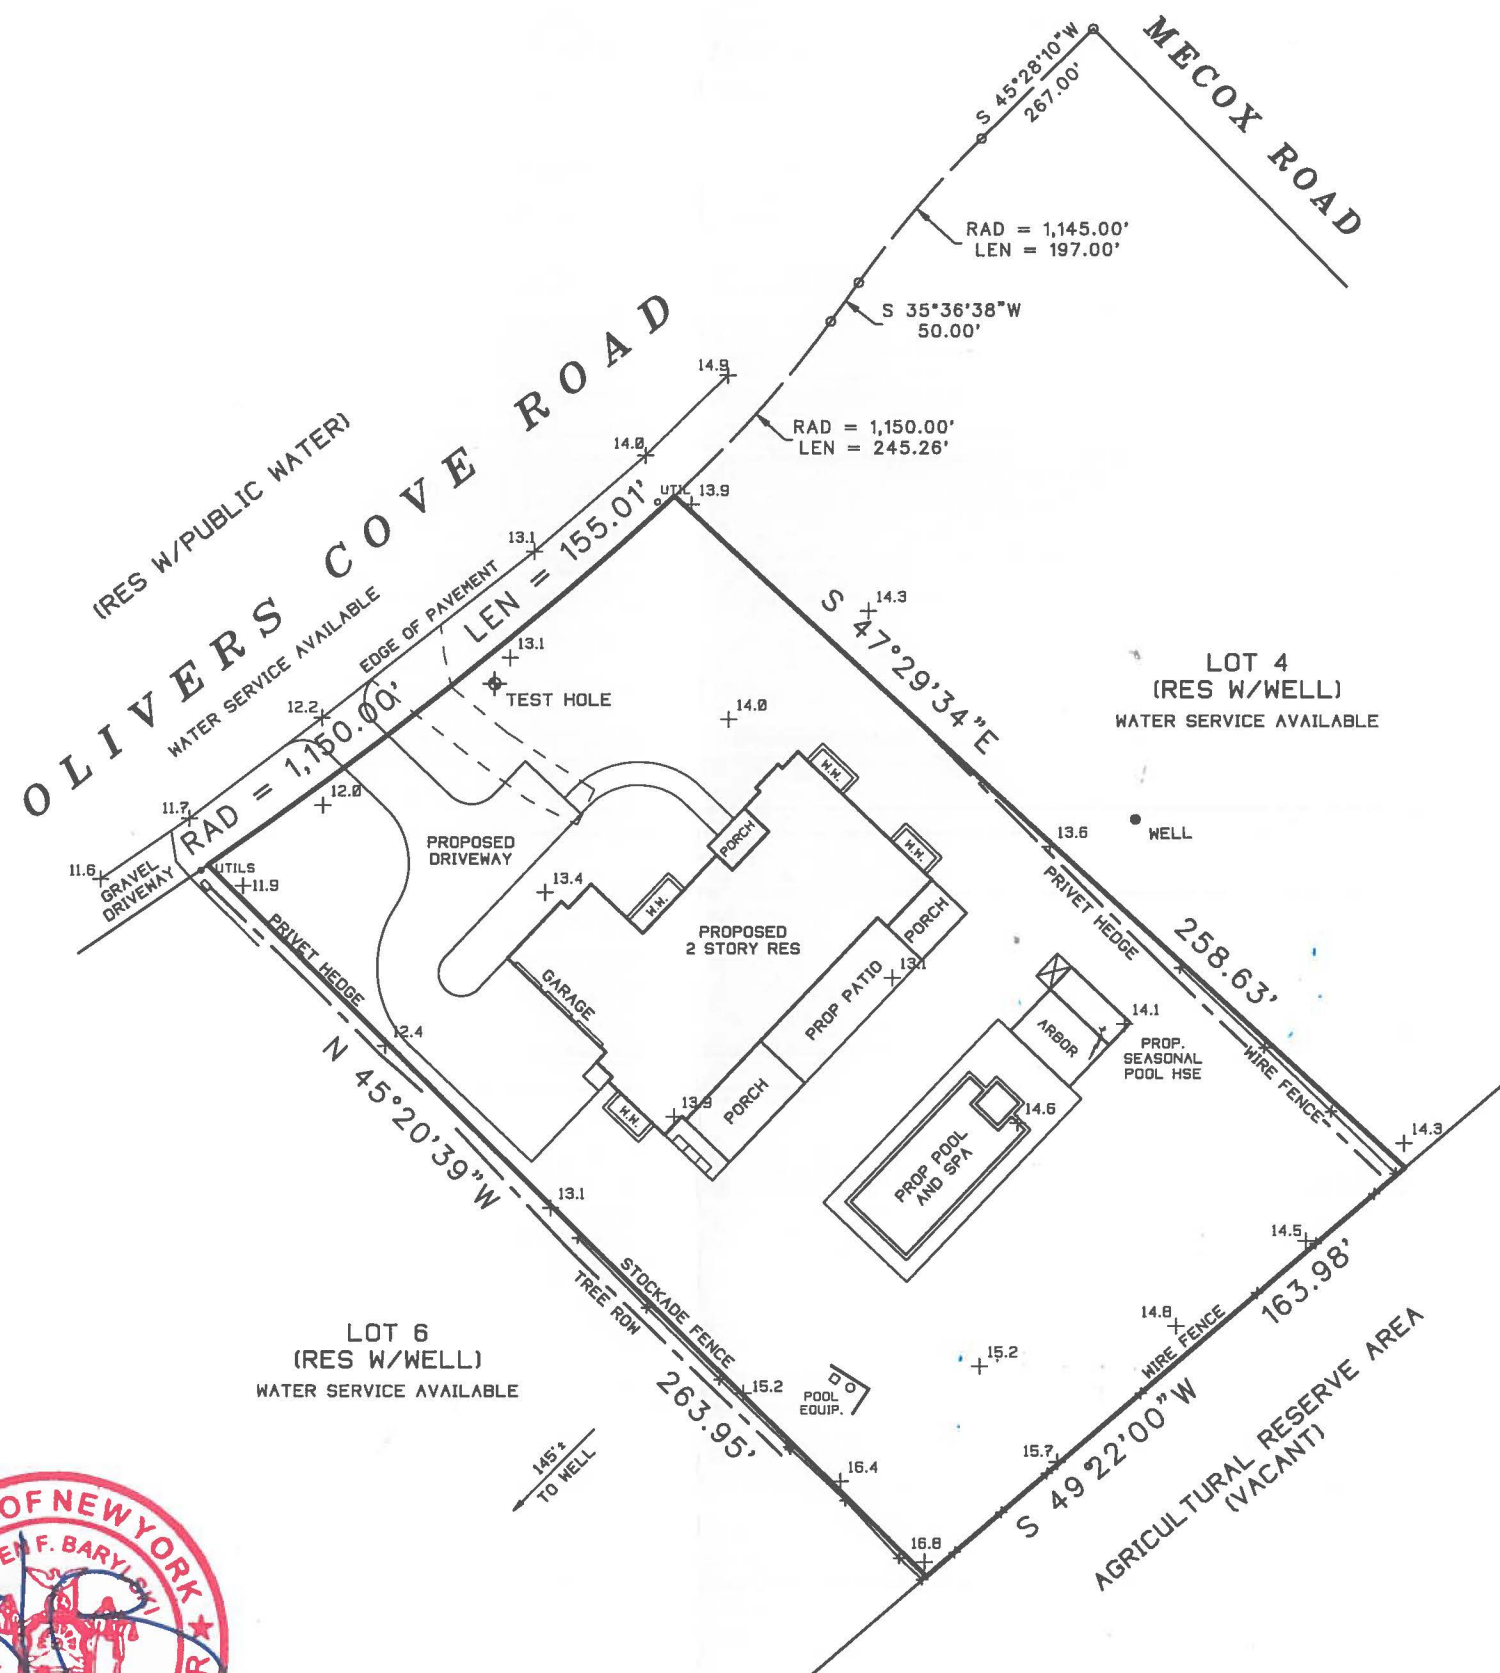 MECOX ROAD
S 45°28'10"W
267.00'
RAD = 1,145.00'
LEN = 197.00'
S 35°36'38"W
50.00'
RAD = 1,150.00'
LEN = 245.26'
OLIVERS COVE ROAD
(RES W/PUBLIC WATER)
WATER SERVICE AVAILABLE
EDGE OF PAVEMENT
14.9
14.0
13.1
12.2
11.7
11.6
RAD = 1,150.00'
LEN = 155.01'
UTIL
13.9
S 47°29'34"E
258.63'
14.3
13.1
TEST HOLE
14.0
12.0
LOT 4
(RES W/WELL)
WATER SERVICE AVAILABLE
WELL
13.6
PRIVET HEDGE
WIRE FENCE
GRAVEL
DRIVEWAY
UTILS
11.9
PRIVET HEDGE
PROPOSED
DRIVEWAY
13.4
W.W.
W.W.
W.W.
W.W.
PORCH
PORCH
PORCH
PROPOSED
2 STORY RES
GARAGE
PROP PATIO
13.1
13.9
ARBOR
14.1
PROP.
SEASONAL
POOL HSE
14.6
PROP POOL
AND SPA
12.4
N 45°20'39"W
263.95'
13.1
STOCKADE FENCE
TREE ROW
LOT 6
(RES W/WELL)
WATER SERVICE AVAILABLE
145'±
TO WELL
15.2
POOL
EQUIP.
16.4
16.8
15.7
15.2
14.8
14.5
14.3
WIRE FENCE
S 49°22'00"W
163.98'
AGRICULTURAL RESERVE AREA
(VACANT)
OF NEW YORK
F. BARYLSKI